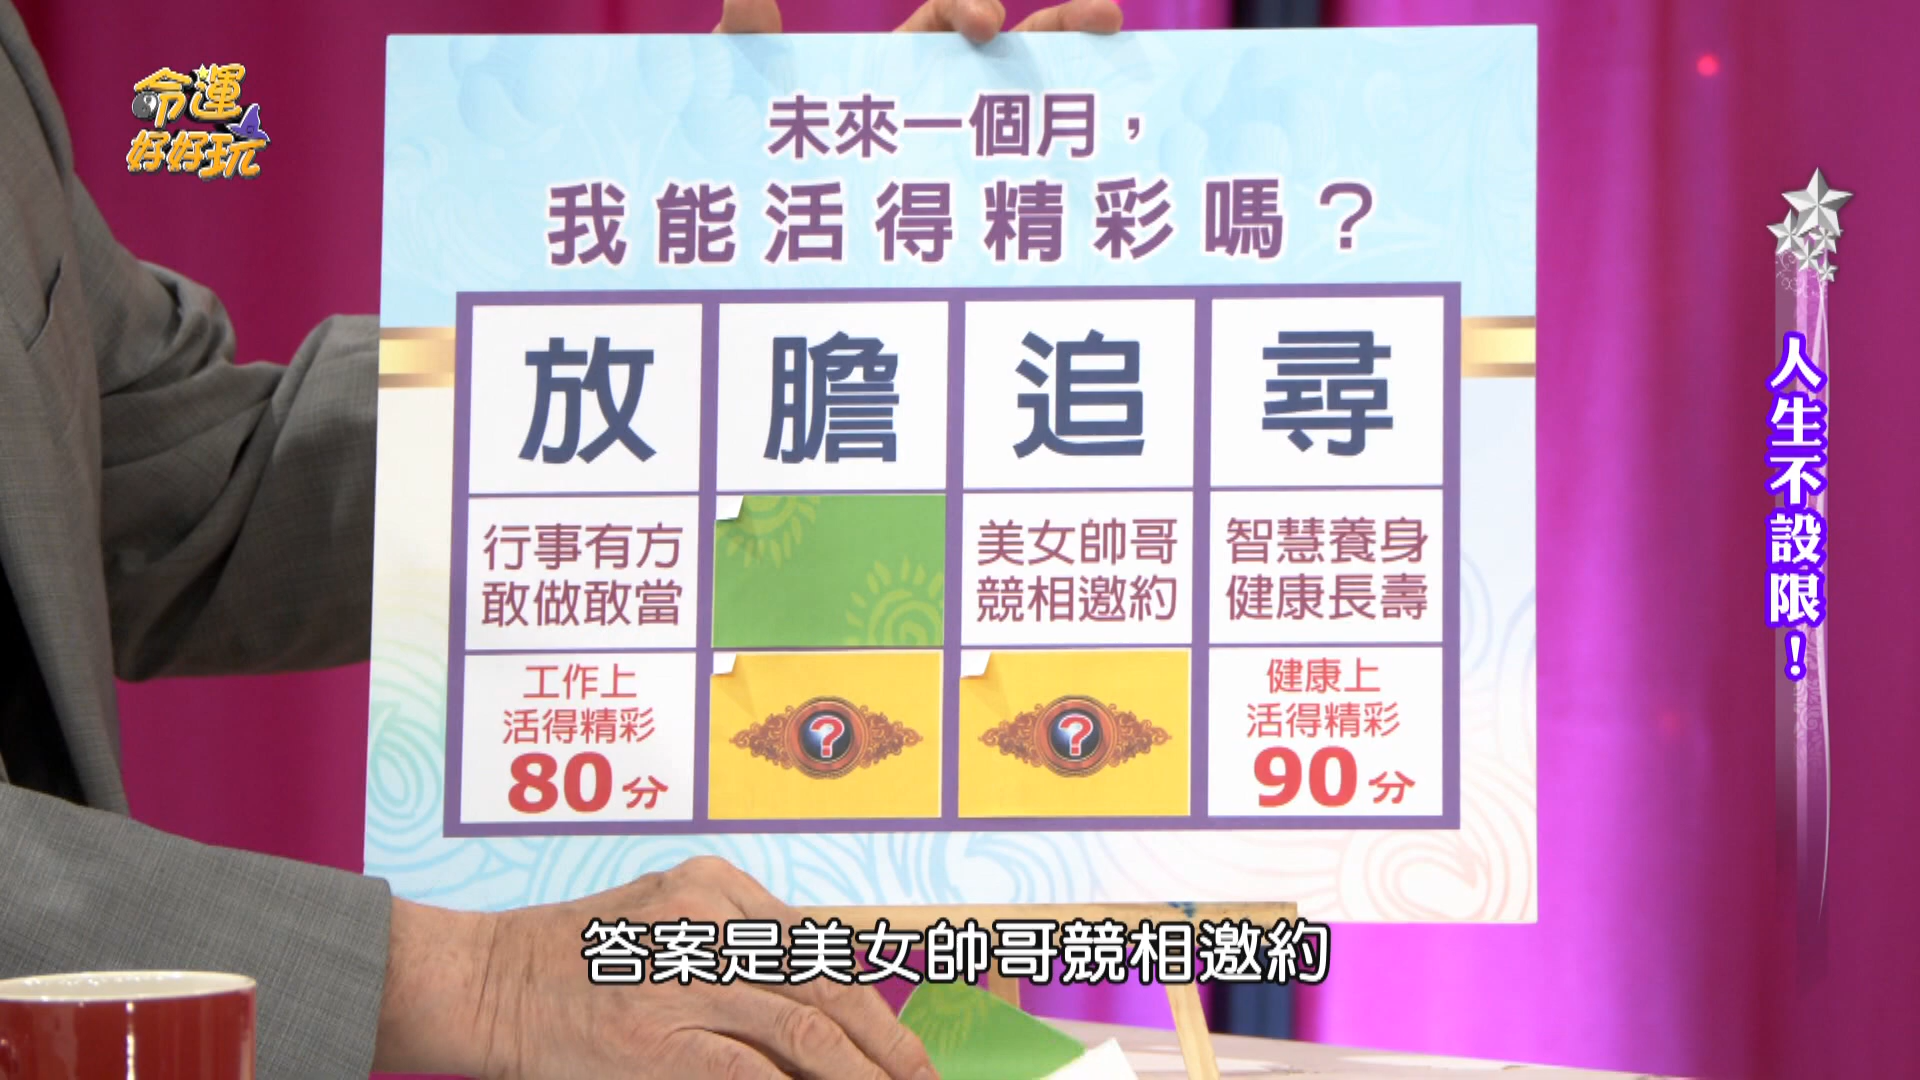 命運
好好玩
未來一個月，
我能活得精彩嗎？
放 膽 追 尋
行事有方
敢做敢當
美女帥哥
競相邀約
智慧養身
健康長壽
工作上
活得精彩
80分
?
?
健康上
活得精彩
90分
人生不設限！
答案是美女帥哥競相邀約